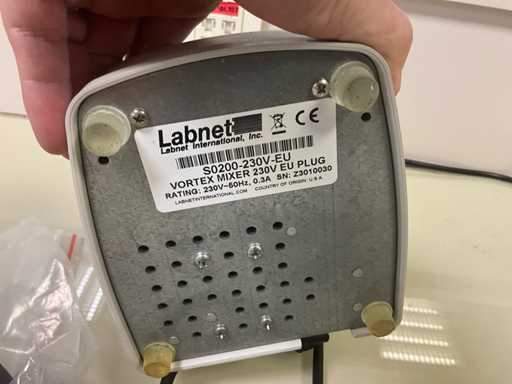 Labnet
Labnet International, Inc.
CE
S0200-230V-EU
VORTEX MIXER 230V EU PLUG
RATING: 230V~50Hz, 0.3A SN: Z3010030
LABNETINTERNATIONAL.COM COUNTRY OF ORIGIN U.S.A